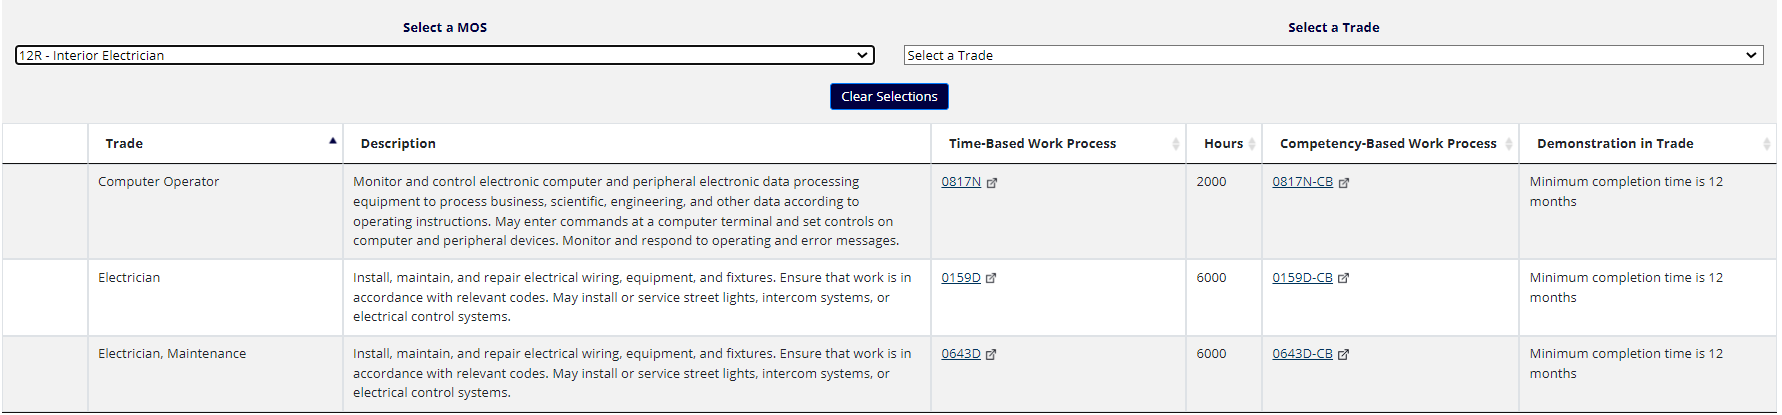 Select a MOS
Select a Trade
12R - Interior Electrician
Select a Trade
Clear Selections
Trade
Description
Time-Based Work Process
Hours
Competency-Based Work Process
Demonstration in Trade
Computer Operator
Monitor and control electronic computer and peripheral electronic data processing
equipment to process business, scientific, engineering, and other data according to
operating instructions. May enter commands at a computer terminal and set controls on
computer and peripheral devices. Monitor and respond to operating and error messages.
0817N
2000
0817N-CB
Minimum completion time is 12
months
Electrician
Install, maintain, and repair electrical wiring, equipment, and fixtures. Ensure that work is in
accordance with relevant codes. May install or service street lights, intercom systems, or
electrical control systems.
0159D
6000
0159D-CB
Minimum completion time is 12
months
Electrician, Maintenance
Install, maintain, and repair electrical wiring, equipment, and fixtures. Ensure that work is in
accordance with relevant codes. May install or service street lights, intercom systems, or
electrical control systems.
0643D
6000
0643D-CB
Minimum completion time is 12
months